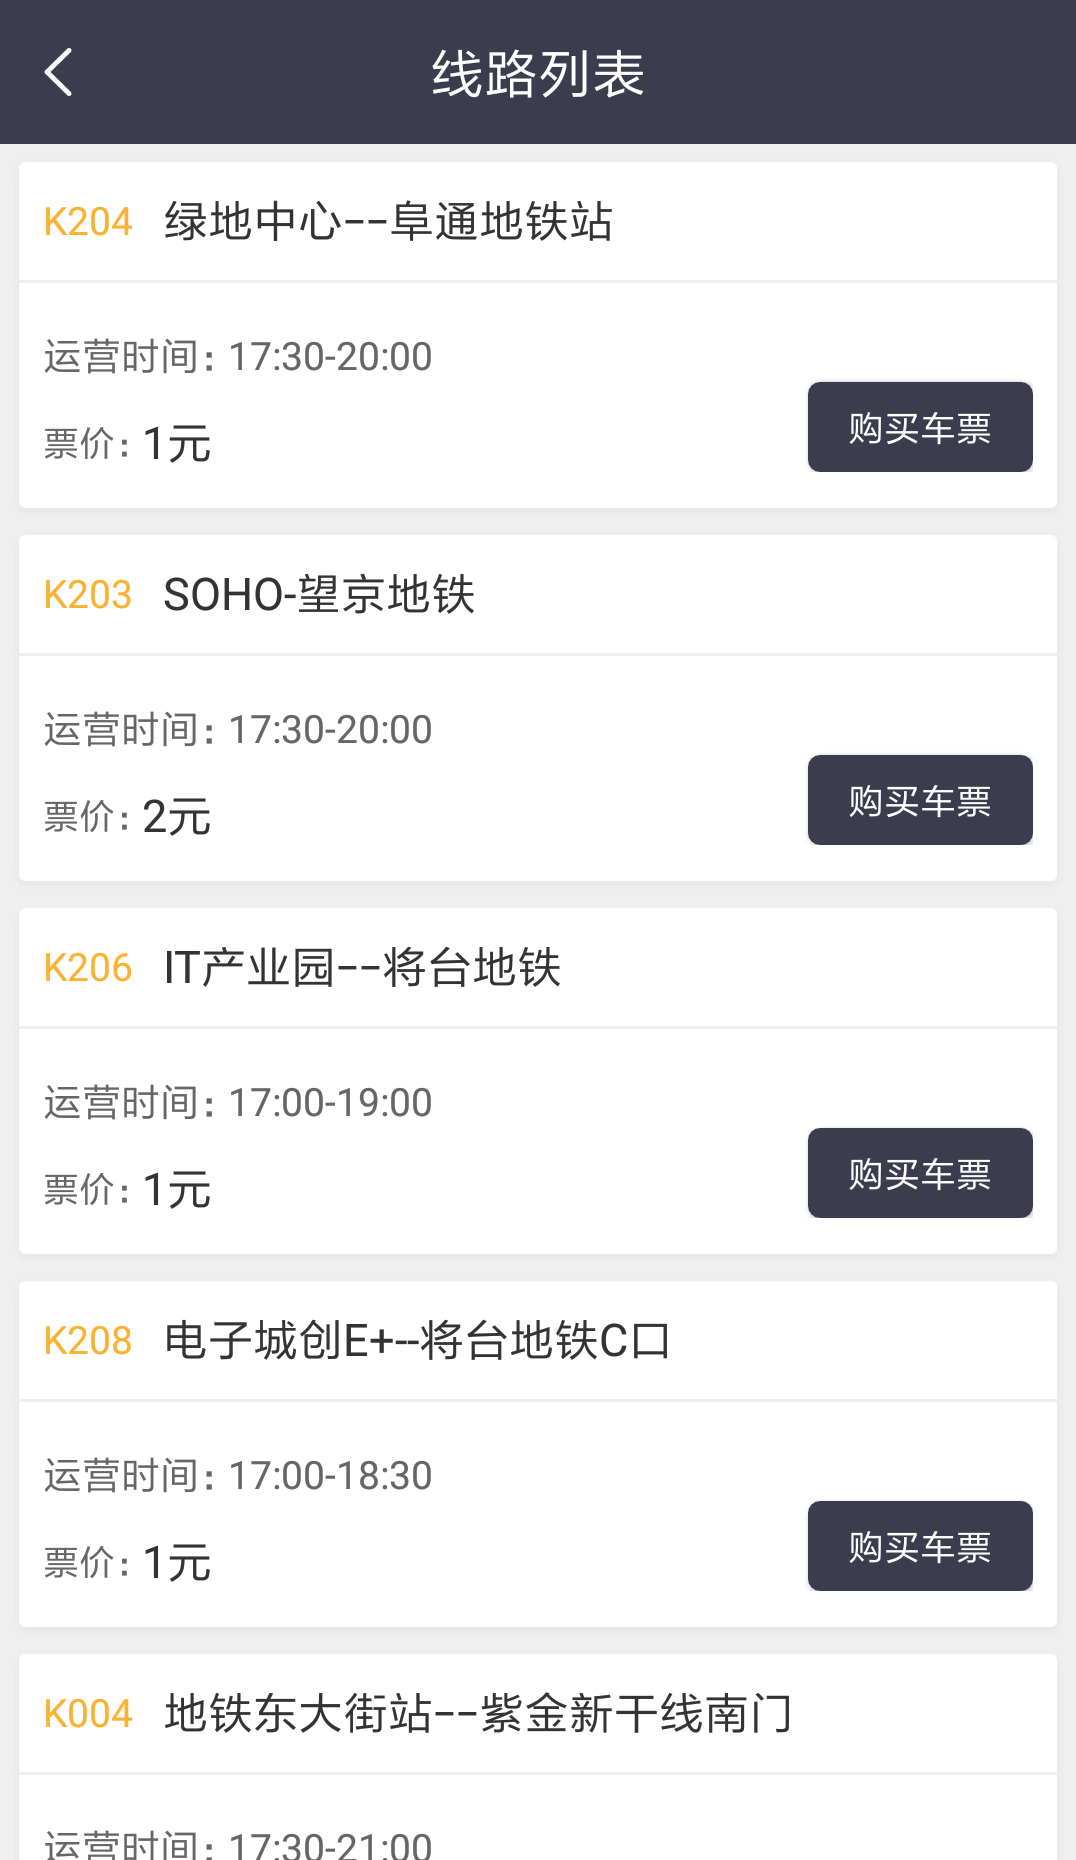 线路列表
K204 绿地中心--阜通地铁站
运营时间：17:30-20:00
票价：1元
购买车票
K203 SOHO-望京地铁
运营时间：17:30-20:00
票价：2元
购买车票
K206 IT产业园--将台地铁
运营时间：17:00-19:00
票价：1元
购买车票
K208 电子城创E+--将台地铁C口
运营时间：17:00-18:30
票价：1元
购买车票
K004 地铁东大街站--紫金新干线南门
运营时间：17:30-21:00